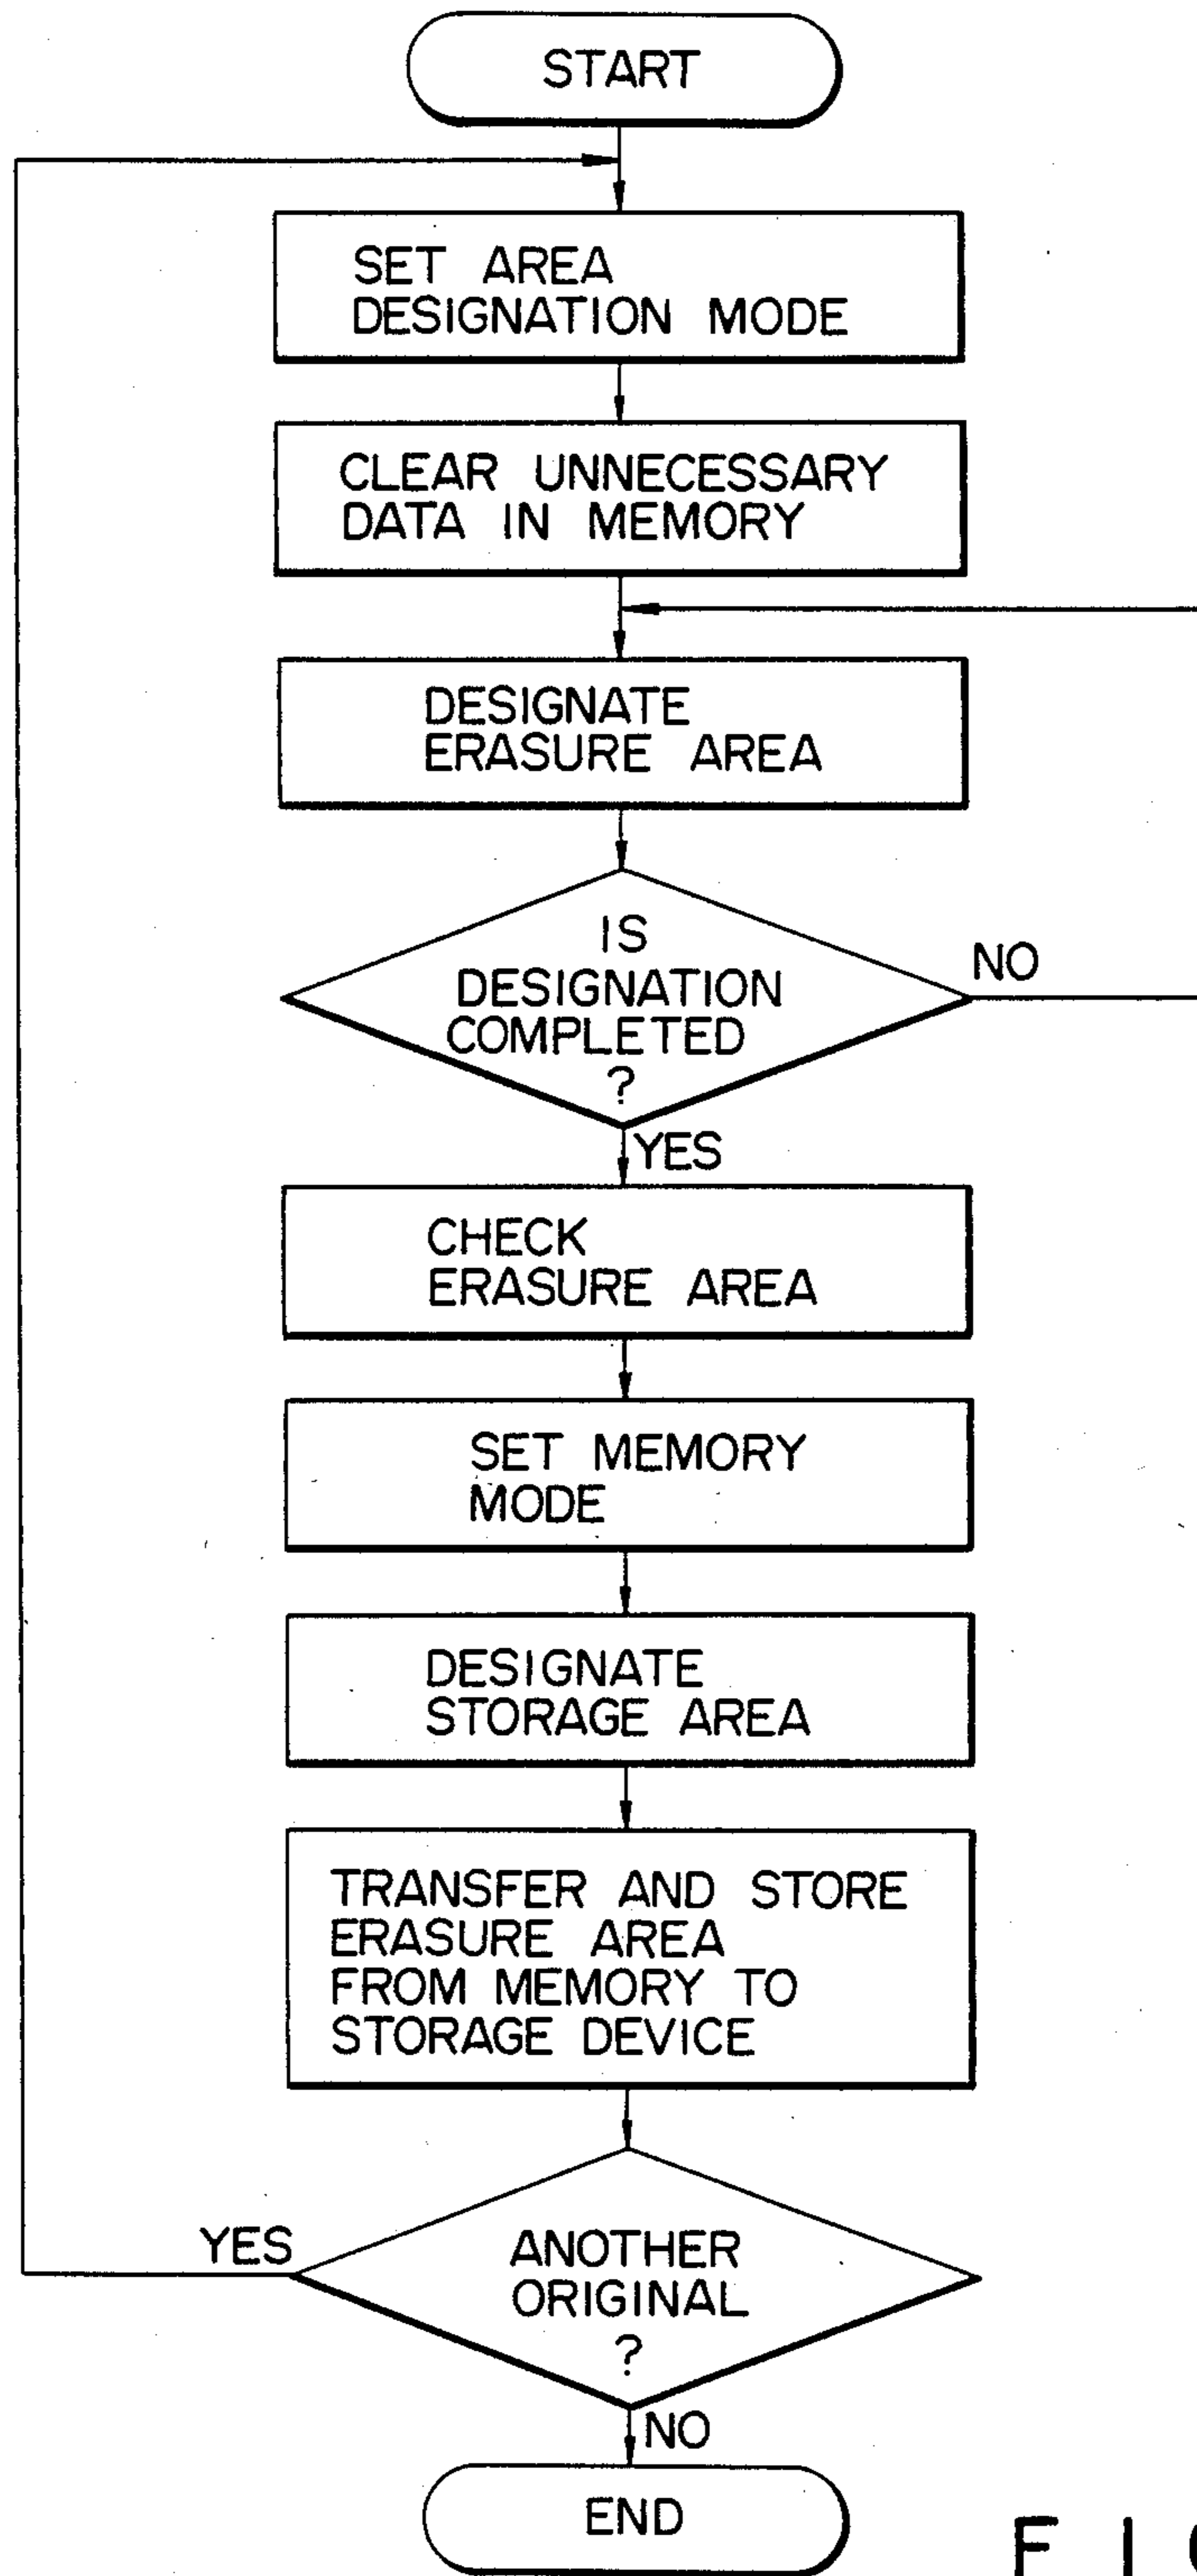 START
SET AREA
DESIGNATION MODE
CLEAR UNNECESSARY
DATA IN MEMORY
DESIGNATE
ERASURE AREA
IS
DESIGNATION
COMPLETED
?
NO
YES
CHECK
ERASURE AREA
SET MEMORY
MODE
DESIGNATE
STORAGE AREA
TRANSFER AND STORE
ERASURE AREA
FROM MEMORY TO
STORAGE DEVICE
YES
ANOTHER
ORIGINAL
?
NO
END